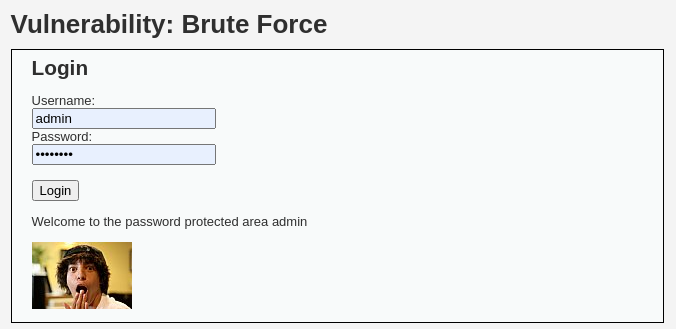 Vulnerability: Brute Force
Login
Username:
admin
Password:
••••••••
Login
Welcome to the password protected area admin